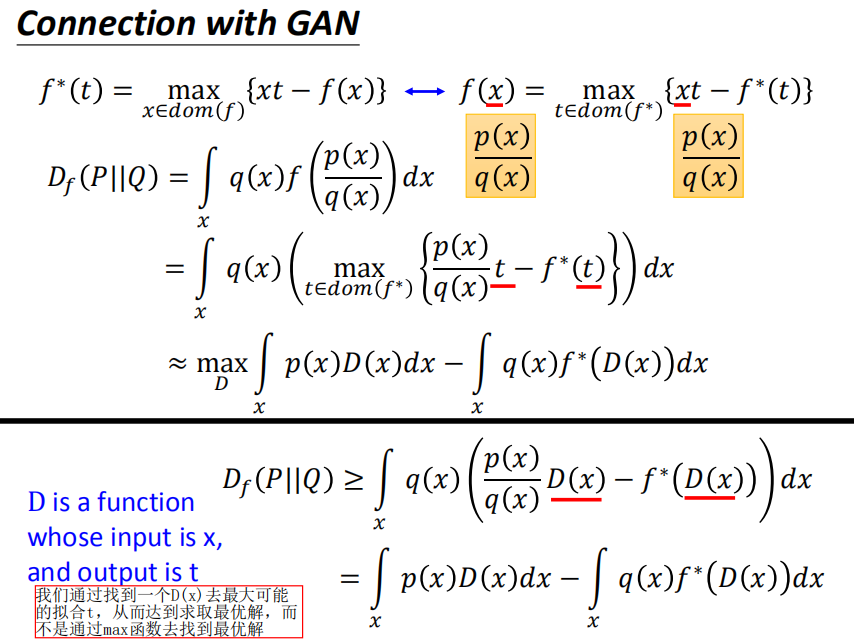 Connection with GAN
f*(t) = max_{x∈dom(f)} {xt − f(x)} ↔ f(x) = max_{t∈dom(f*)} {xt − f*(t)}
p(x)/q(x) p(x)/q(x)
D_f(P||Q) = ∫_x q(x) f(p(x)/q(x)) dx
= ∫_x q(x) (max_{t∈dom(f*)} {p(x)/q(x) t − f*(t)}) dx
≈ max_D ∫_x p(x)D(x)dx − ∫_x q(x)f*(D(x))dx
D_f(P||Q) ≥ ∫_x q(x) (p(x)/q(x) D(x) − f*(D(x))) dx
= ∫_x p(x)D(x)dx − ∫_x q(x)f*(D(x))dx
D is a function
whose input is x,
and output is t
我们通过找到一个D(x)去最大可能
的拟合t，从而达到求取最优解，而
不是通过max函数去找到最优解